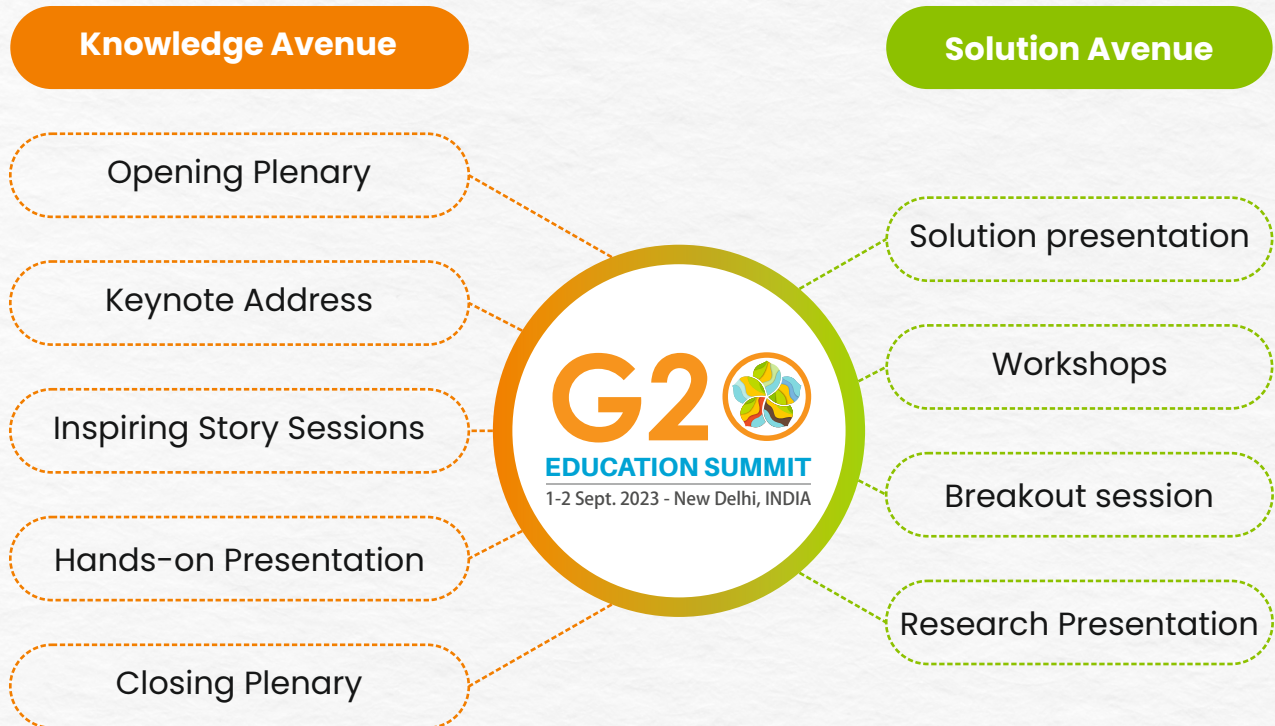 Knowledge Avenue
Opening Plenary
Keynote Address
Inspiring Story Sessions
Hands-on Presentation
Closing Plenary
G20
EDUCATION SUMMIT
1-2 Sept. 2023 - New Delhi, INDIA
Solution Avenue
Solution presentation
Workshops
Breakout session
Research Presentation